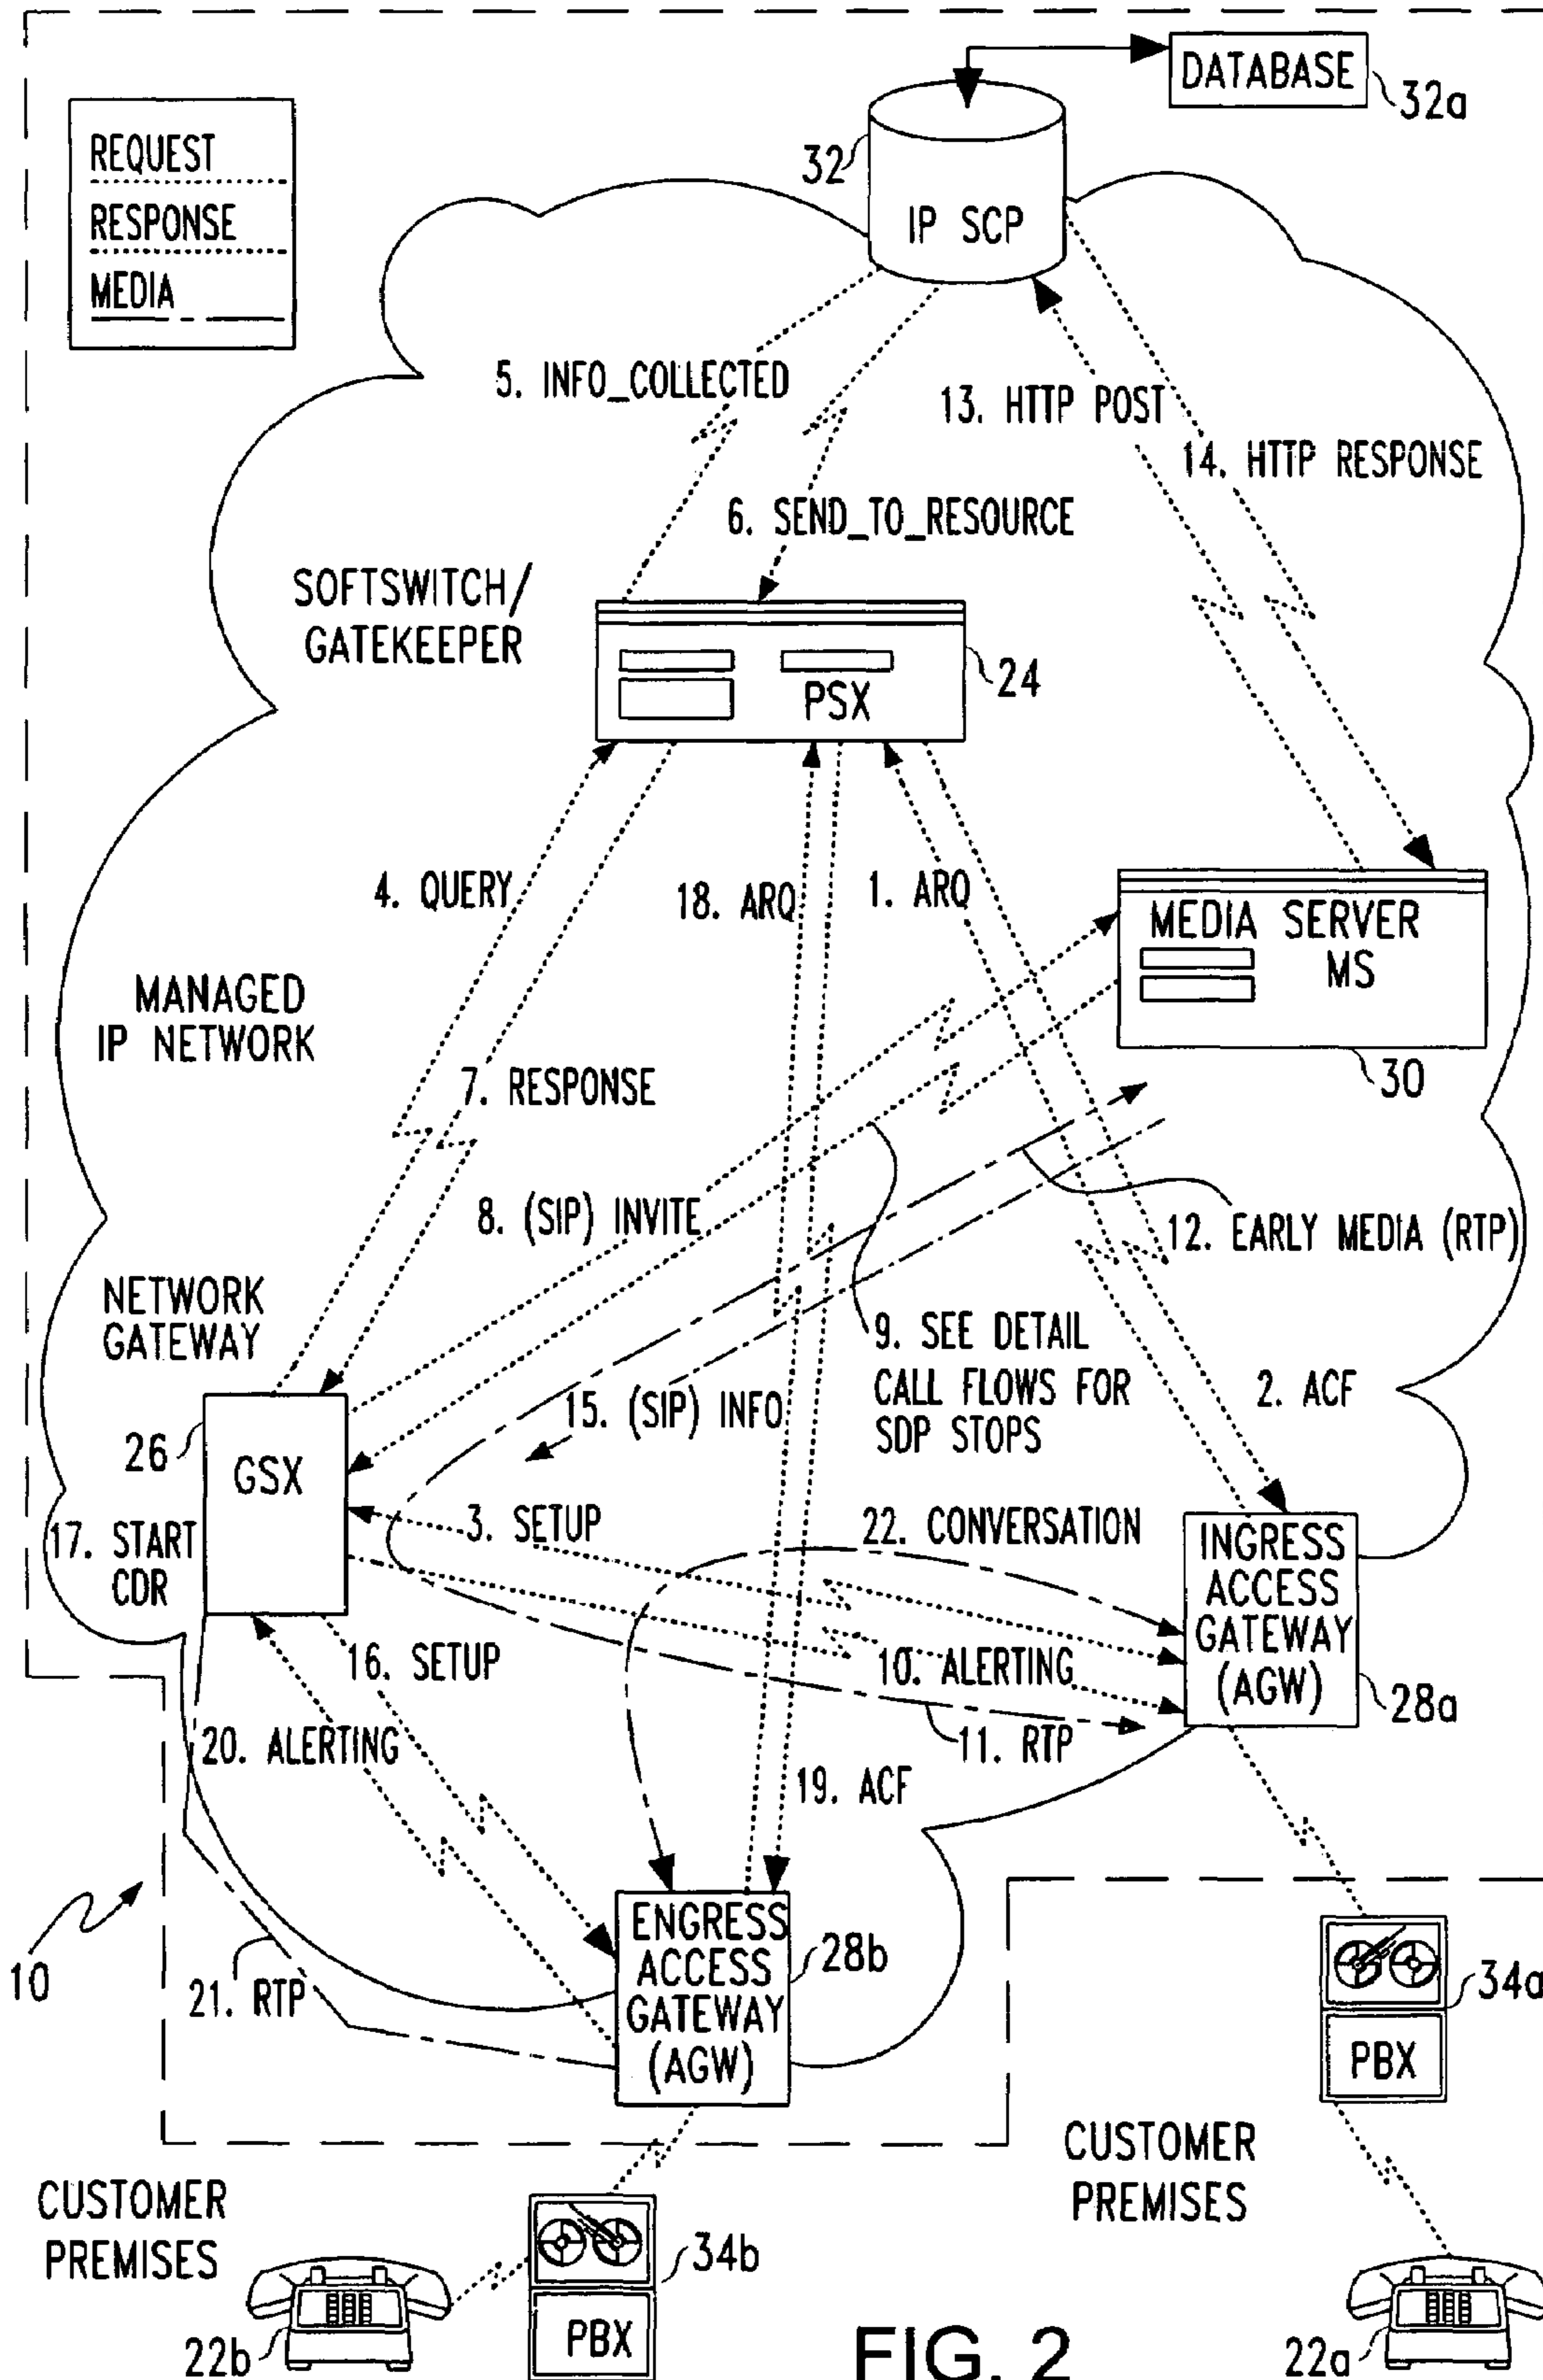 DATABASE
32a
REQUEST
RESPONSE
MEDIA
32
IP SCP
5. INFO_COLLECTED
13. HTTP POST
14. HTTP RESPONSE
6. SEND_TO_RESOURCE
SOFTSWITCH/
GATEKEEPER
PSX
24
4. QUERY
18. ARQ
1. ARQ
MEDIA SERVER
MS
30
MANAGED
IP NETWORK
7. RESPONSE
8. (SIP) INVITE
12. EARLY MEDIA (RTP)
NETWORK
GATEWAY
9. SEE DETAIL
CALL FLOWS FOR
SDP STOPS
15. (SIP) INFO
2. ACF
26
GSX
17. START
CDR
3. SETUP
22. CONVERSATION
INGRESS
ACCESS
GATEWAY
(AGW)
28a
16. SETUP
10. ALERTING
20. ALERTING
11. RTP
19. ACF
10
21. RTP
ENGRESS
ACCESS
GATEWAY
(AGW)
28b
34a
PBX
CUSTOMER
PREMISES
CUSTOMER
PREMISES
34b
PBX
22b
22a
FIG. 2